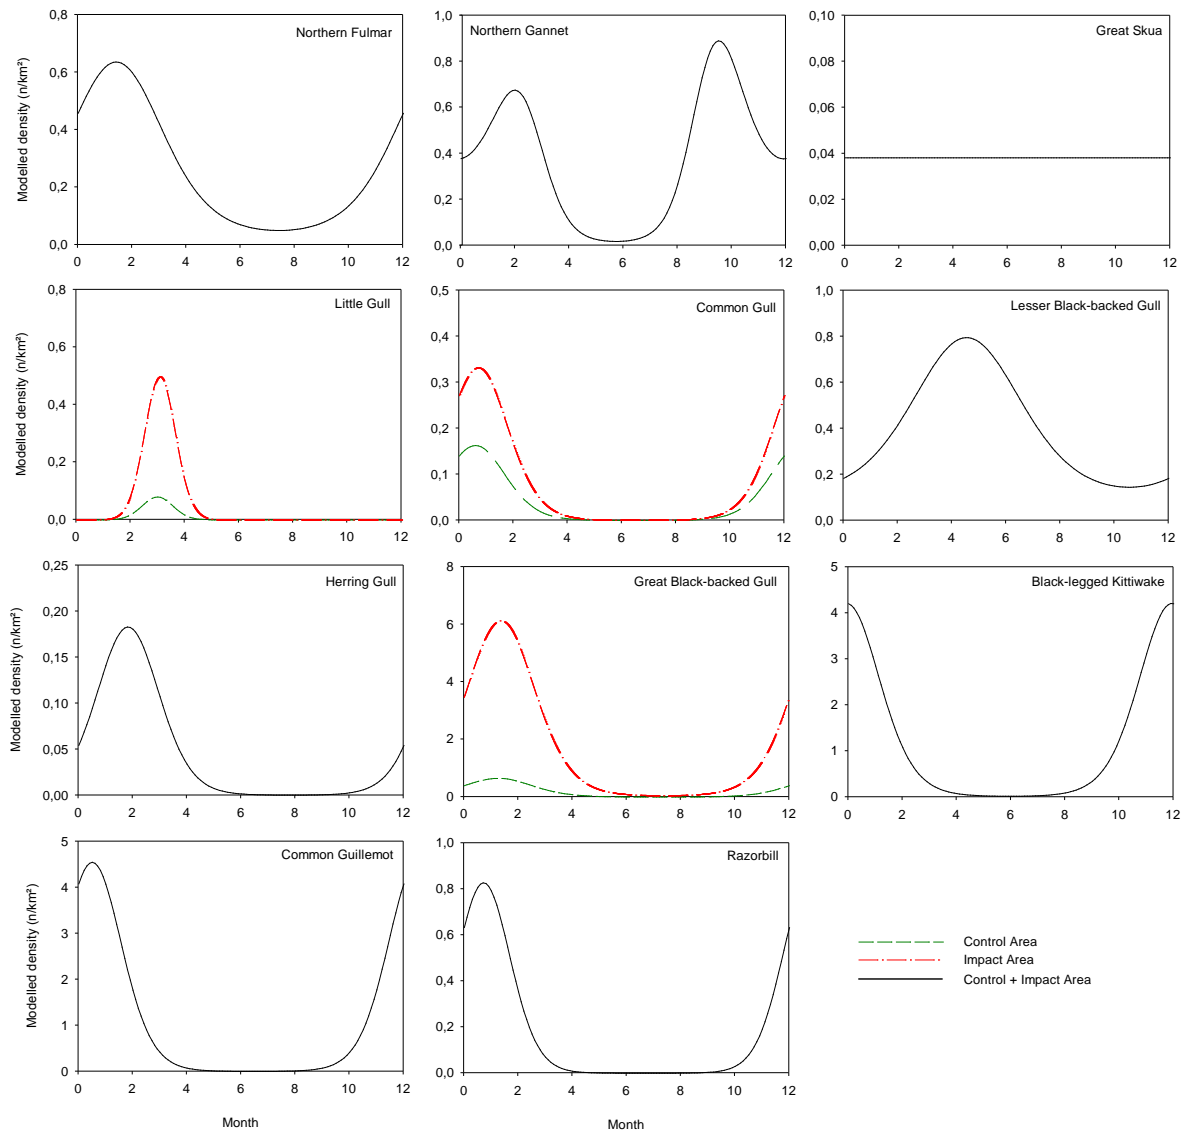 Northern Fulmar
Modelled density (n/km²)
0,8
0,6
0,4
0,2
0,0
0 2 4 6 8 10 12
Northern Gannet
1,0
0,8
0,6
0,4
0,2
0,0
0 2 4 6 8 10 12
Great Skua
0,10
0,08
0,06
0,04
0,02
0,00
0 2 4 6 8 10 12
Little Gull
Modelled density (n/km²)
0,8
0,6
0,4
0,2
0,0
0 2 4 6 8 10 12
Common Gull
0,5
0,4
0,3
0,2
0,1
0,0
0 2 4 6 8 10 12
Lesser Black-backed Gull
1,0
0,8
0,6
0,4
0,2
0,0
0 2 4 6 8 10 12
Herring Gull
Modelled density (n/km²)
0,25
0,20
0,15
0,10
0,05
0,00
0 2 4 6 8 10 12
Great Black-backed Gull
8
6
4
2
0
0 2 4 6 8 10 12
Black-legged Kittiwake
5
4
3
2
1
0
0 2 4 6 8 10 12
Common Guillemot
Modelled density (n/km²)
5
4
3
2
1
0
0 2 4 6 8 10 12
Month
Razorbill
1,0
0,8
0,6
0,4
0,2
0,0
0 2 4 6 8 10 12
Month
Control Area
Impact Area
Control + Impact Area